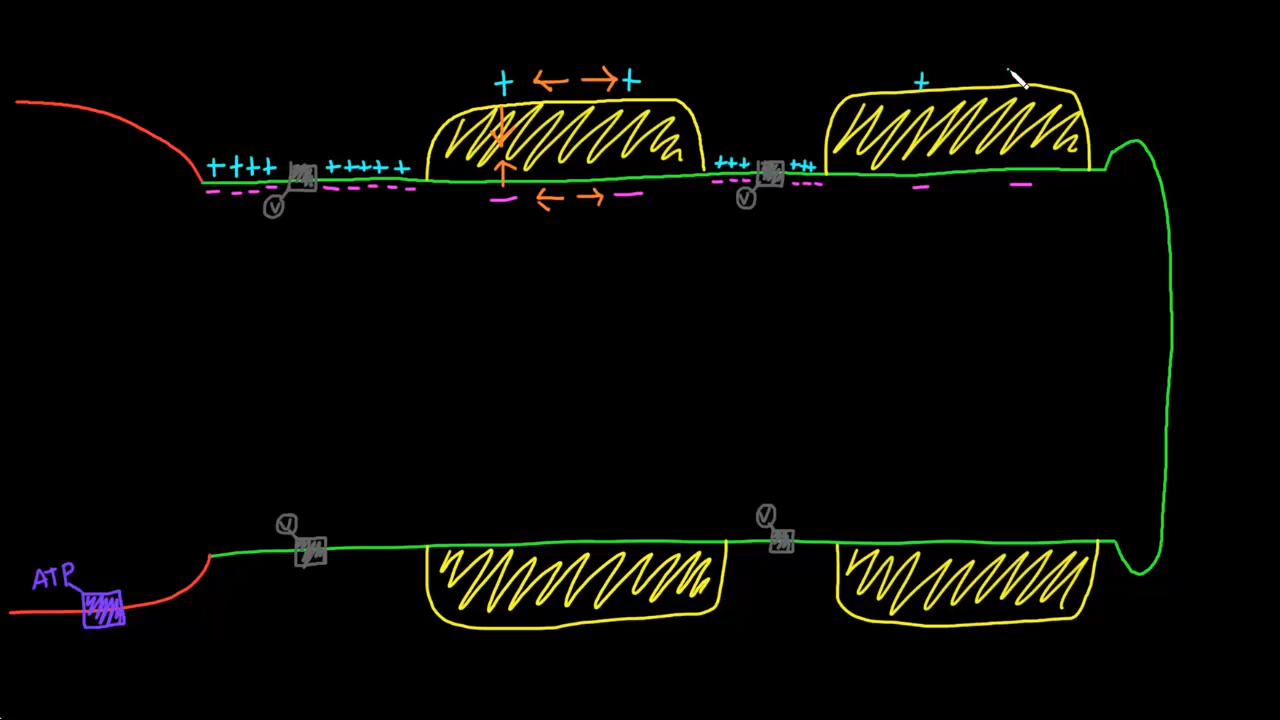 + +
+
+ + + +
+ + + + +
+ + +
+ + +
V
V
V
V
ATP